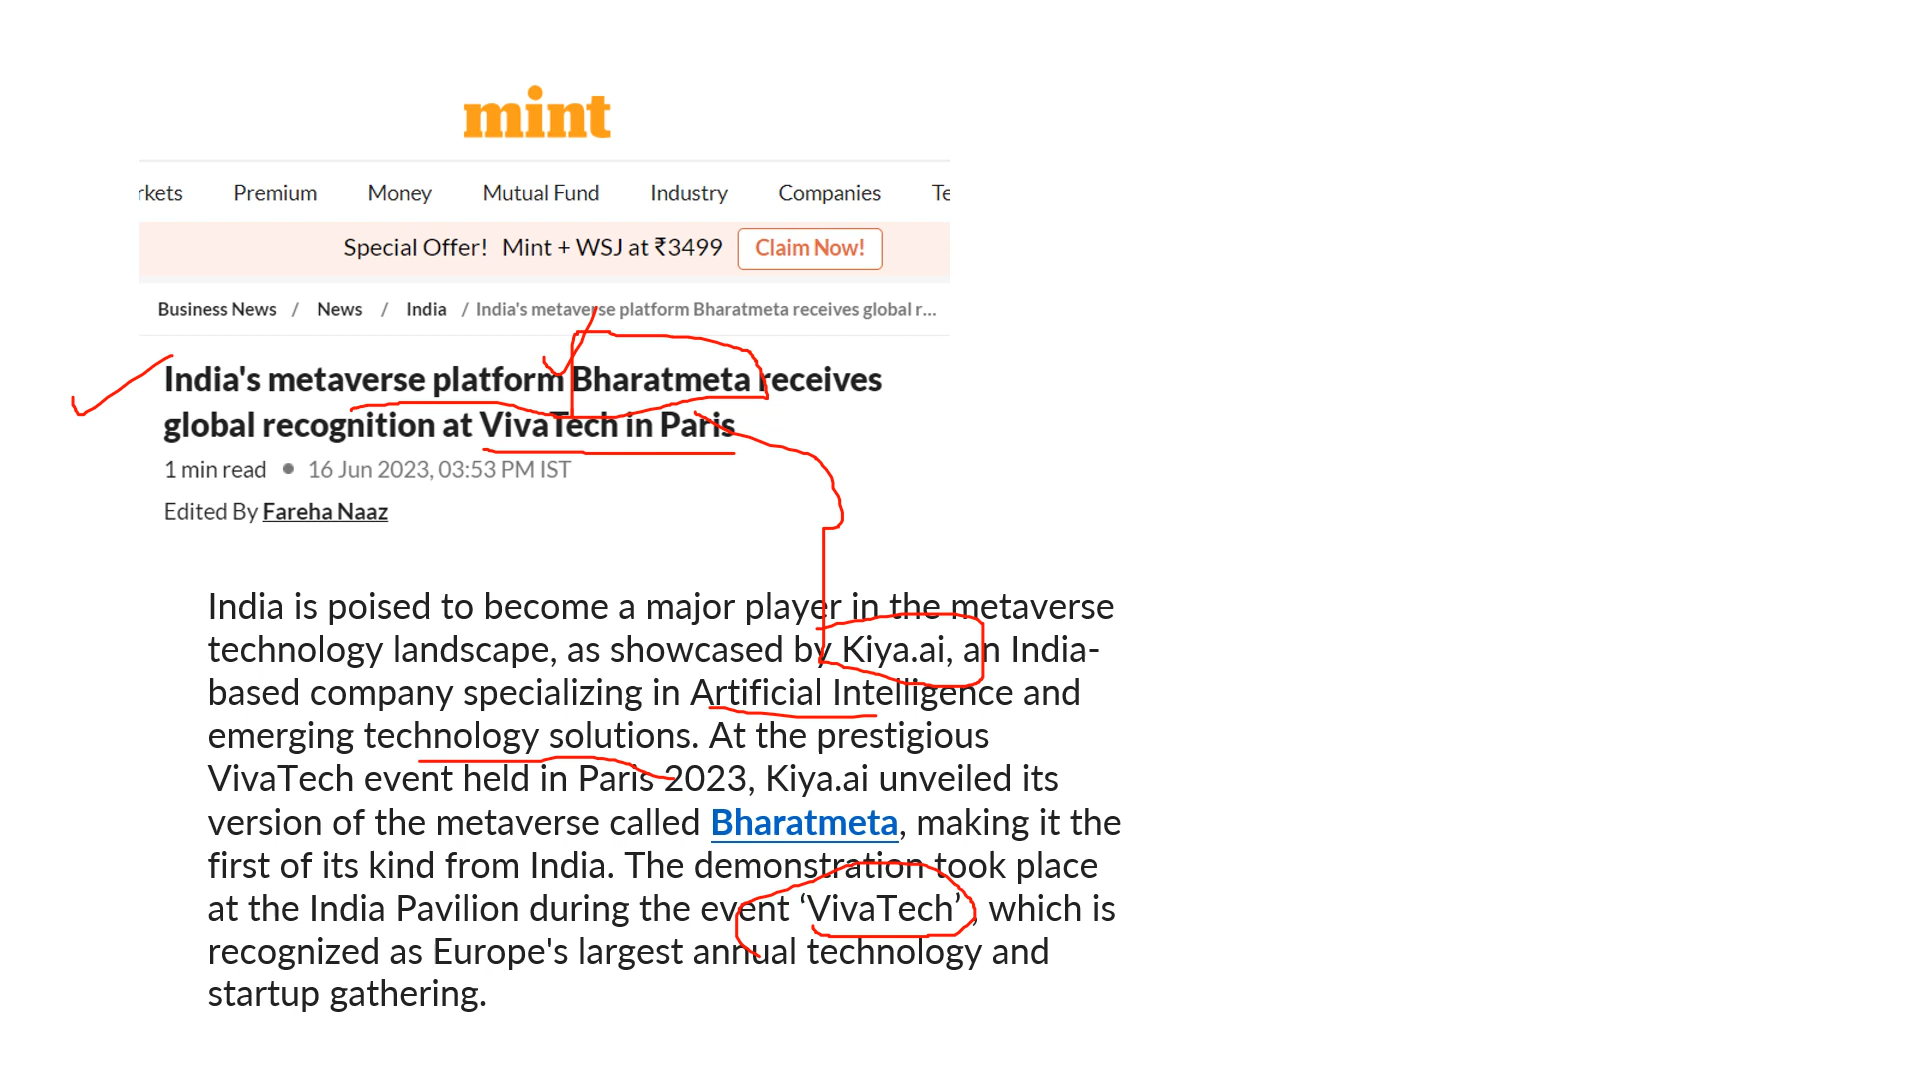 mint
rkets Premium Money Mutual Fund Industry Companies Te
Special Offer! Mint + WSJ at ₹3499 Claim Now!
Business News / News / India / India's metaverse platform Bharatmeta receives global r...
India's metaverse platform Bharatmeta receives
global recognition at VivaTech in Paris
1 min read ● 16 Jun 2023, 03:53 PM IST
Edited By Fareha Naaz
India is poised to become a major player in the metaverse
technology landscape, as showcased by Kiya.ai, an India-
based company specializing in Artificial Intelligence and
emerging technology solutions. At the prestigious
VivaTech event held in Paris 2023, Kiya.ai unveiled its
version of the metaverse called Bharatmeta, making it the
first of its kind from India. The demonstration took place
at the India Pavilion during the event ‘VivaTech’, which is
recognized as Europe's largest annual technology and
startup gathering.